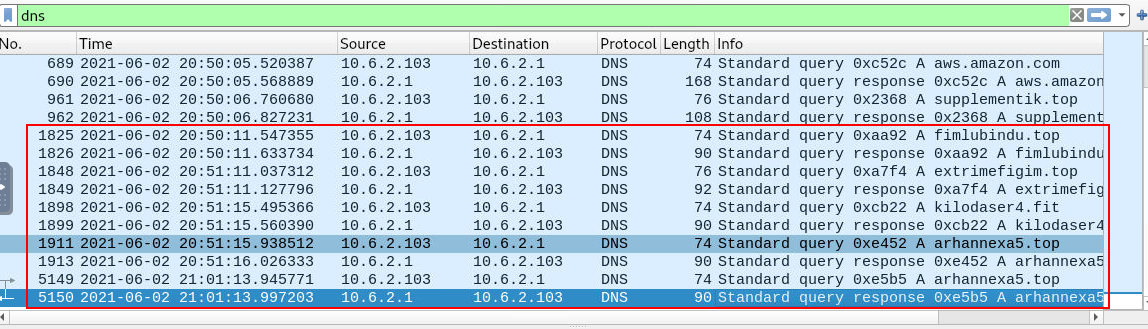 dns
No. Time Source Destination Protocol Length Info
689 2021-06-02 20:50:05.520387 10.6.2.103 10.6.2.1 DNS 74 Standard query 0xc52c A aws.amazon.com
690 2021-06-02 20:50:05.568889 10.6.2.1 10.6.2.103 DNS 168 Standard query response 0xc52c A aws.amazon
961 2021-06-02 20:50:06.760680 10.6.2.103 10.6.2.1 DNS 76 Standard query 0x2368 A supplementik.top
962 2021-06-02 20:50:06.827231 10.6.2.1 10.6.2.103 DNS 108 Standard query response 0x2368 A supplement
1825 2021-06-02 20:50:11.547355 10.6.2.103 10.6.2.1 DNS 74 Standard query 0xaa92 A fimlubindu.top
1826 2021-06-02 20:50:11.633734 10.6.2.1 10.6.2.103 DNS 90 Standard query response 0xaa92 A fimlubindu
1848 2021-06-02 20:51:11.037312 10.6.2.103 10.6.2.1 DNS 76 Standard query 0xa7f4 A extrimefigim.top
1849 2021-06-02 20:51:11.127796 10.6.2.1 10.6.2.103 DNS 92 Standard query response 0xa7f4 A extrimefig
1898 2021-06-02 20:51:15.495366 10.6.2.103 10.6.2.1 DNS 74 Standard query 0xcb22 A kilodaser4.fit
1899 2021-06-02 20:51:15.560390 10.6.2.1 10.6.2.103 DNS 90 Standard query response 0xcb22 A kilodaser4
1911 2021-06-02 20:51:15.938512 10.6.2.103 10.6.2.1 DNS 74 Standard query 0xe452 A arhannexa5.top
1913 2021-06-02 20:51:16.026333 10.6.2.1 10.6.2.103 DNS 90 Standard query response 0xe452 A arhannexa5
5149 2021-06-02 21:01:13.945771 10.6.2.103 10.6.2.1 DNS 74 Standard query 0xe5b5 A arhannexa5.top
5150 2021-06-02 21:01:13.997203 10.6.2.1 10.6.2.103 DNS 90 Standard query response 0xe5b5 A arhannexa5